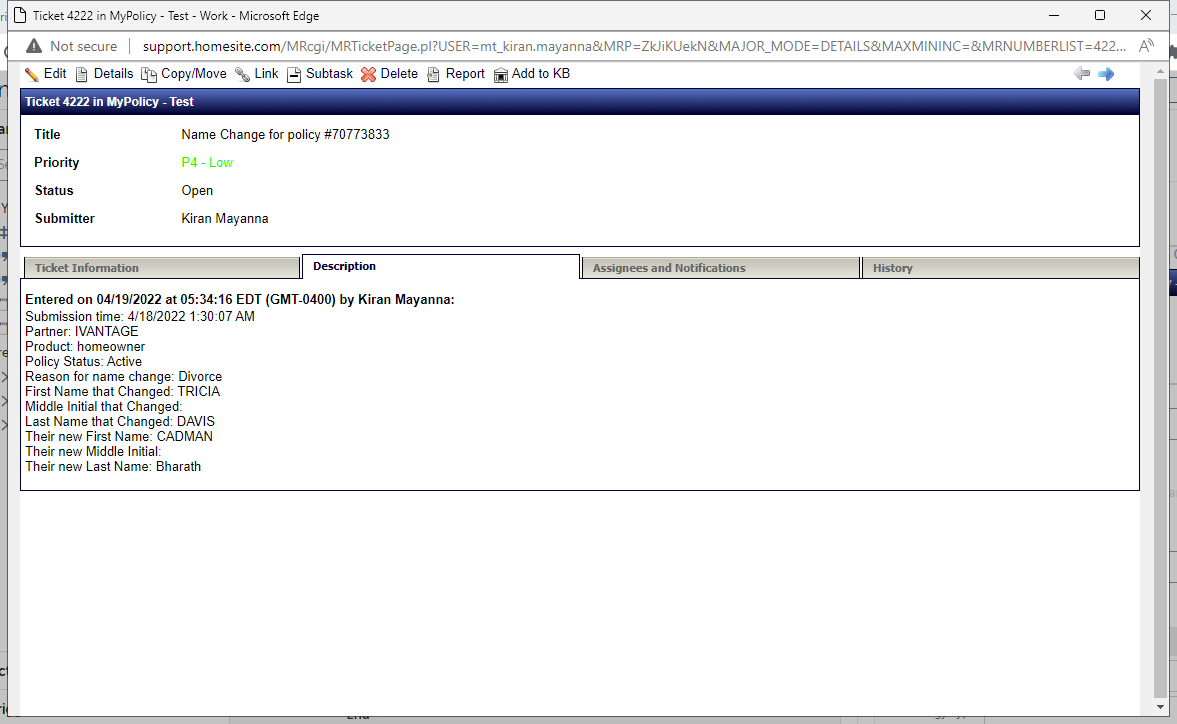 Ticket 4222 in MyPolicy - Test - Work - Microsoft Edge
Not secure
support.homesite.com/MRcgi/MRTicketPage.pl?USER=mt_kiran.mayanna&MRP=ZkJiKUekN&MAJOR_MODE=DETAILS&MAXMININC=&MRNUMBERLIST=422...
Edit Details Copy/Move Link Subtask Delete Report Add to KB
Ticket 4222 in MyPolicy - Test
Title Name Change for policy #70773833
Priority P4 - Low
Status Open
Submitter Kiran Mayanna
Ticket Information Description Assignees and Notifications History
Entered on 04/19/2022 at 05:34:16 EDT (GMT-0400) by Kiran Mayanna:
Submission time: 4/18/2022 1:30:07 AM
Partner: IVANTAGE
Product: homeowner
Policy Status: Active
Reason for name change: Divorce
First Name that Changed: TRICIA
Middle Initial that Changed:
Last Name that Changed: DAVIS
Their new First Name: CADMAN
Their new Middle Initial:
Their new Last Name: Bharath